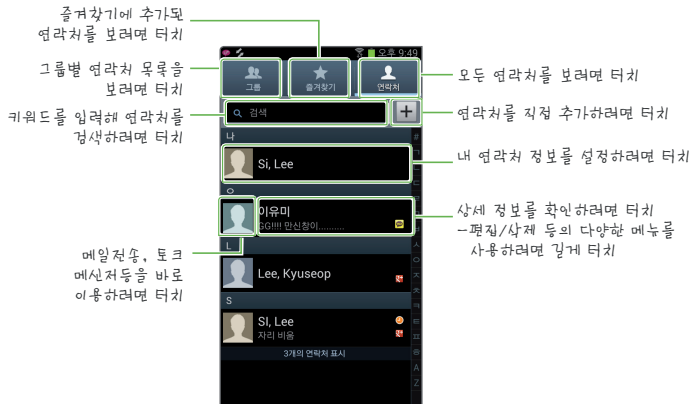 즐겨찾기에 추가된
연락처를 보려면 터치
오후 9:49
그룹별 연락처 목록을
보려면 터치
그룹
즐겨찾기
연락처
모든 연락처를 보려면 터치
키워드를 입력해 연락처를
검색하려면 터치
검색
연락처를 직접 추가하려면 터치
나
Si, Lee
내 연락처 정보를 설정하려면 터치
ㅇ
이유미
GG!!!! 만신창이..........
상세 정보를 확인하려면 터치
-편집/삭제 등의 다양한 메뉴를
사용하려면 길게 터치
메일전송, 토크
메신저등을 바로
이용하려면 터치
L
Lee, Kyuseop
S
SI, Lee
자리 비움
3개의 연락처 표시
#
ㄱ
ㄷ
ㅅ
ㅇ
ㅈ
ㅊ
ㅋ
ㅌ
ㅍ
ㅎ
A
Z